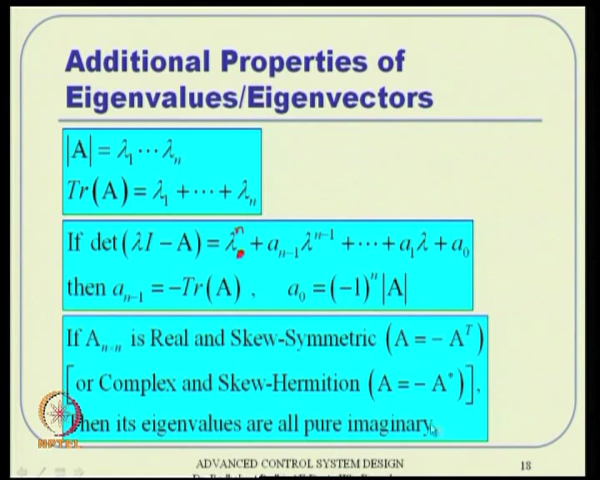 Additional Properties of
Eigenvalues/Eigenvectors
|A| = λ₁ ⋯ λₙ
Tr(A) = λ₁ + ⋯ + λₙ
If det(λI − A) = λⁿ + aₙ₋₁λⁿ⁻¹ + ⋯ + a₁λ + a₀
then aₙ₋₁ = −Tr(A) , a₀ = (−1)ⁿ |A|
If Aₙₓₙ is Real and Skew-Symmetric (A = − Aᵀ)
[or Complex and Skew-Hermition (A = − A*)],
Then its eigenvalues are all pure imaginary.
NPTEL
ADVANCED CONTROL SYSTEM DESIGN
18